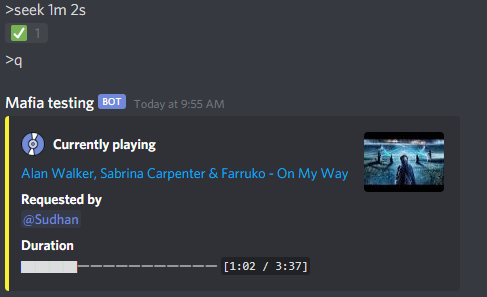 >seek 1m 2s
1
>q
Mafia testing BOT Today at 9:55 AM
Currently playing
Alan Walker, Sabrina Carpenter & Farruko - On My Way
Requested by
@Sudhan
Duration
[1:02 / 3:37]